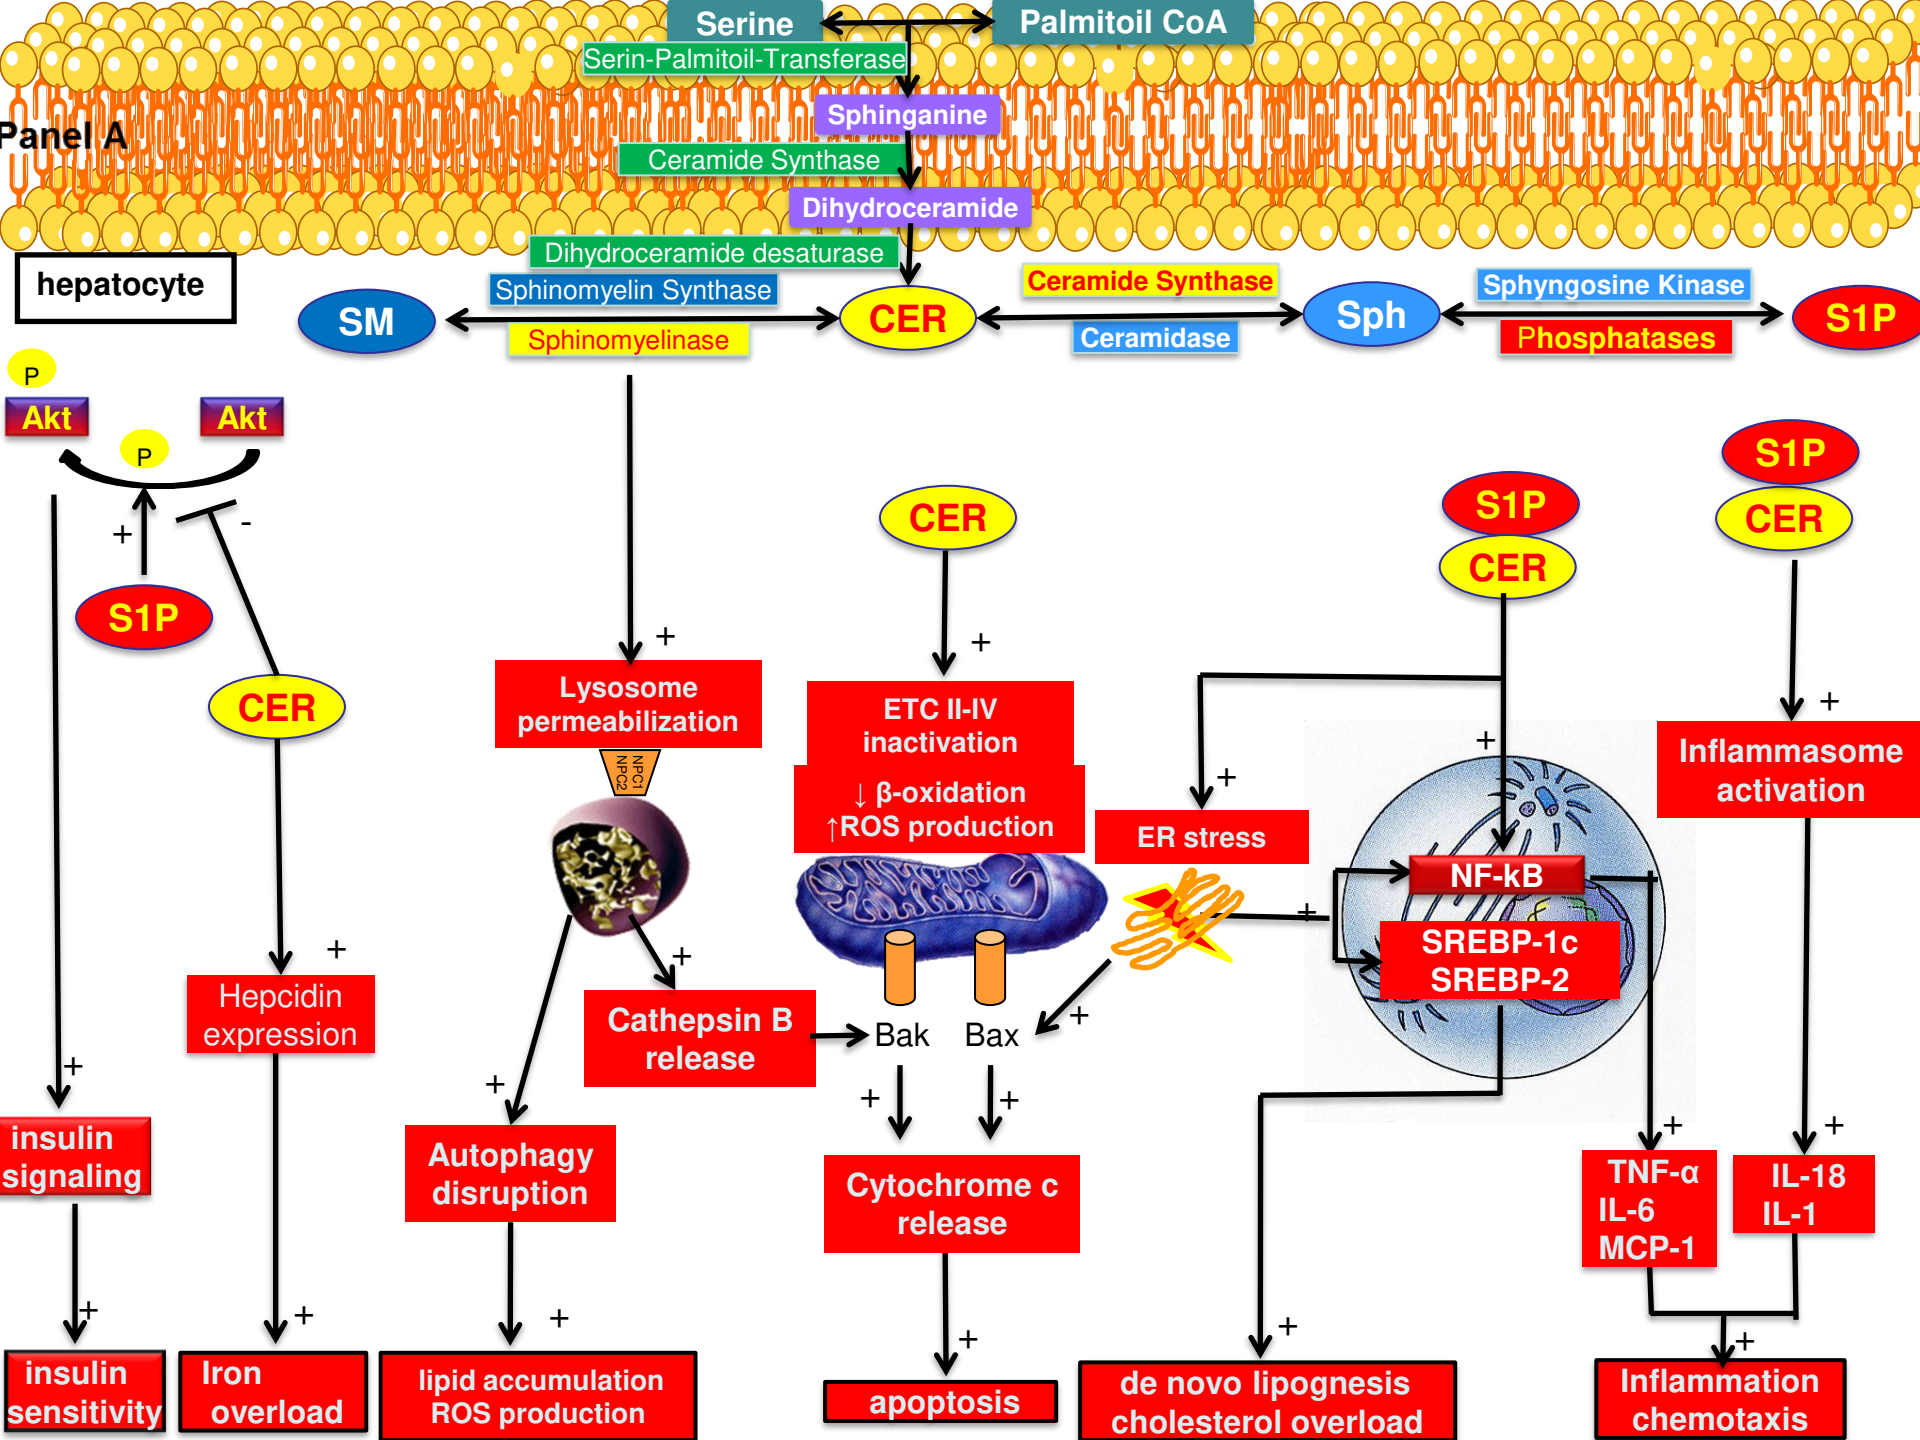 Serine
Palmitoil CoA
Serin-Palmitoil-Transferase
Sphinganine
Panel A
Ceramide Synthase
Dihydroceramide
Dihydroceramide desaturase
hepatocyte
Sphinomyelin Synthase
Ceramide Synthase
Sphyngosine Kinase
SM
CER
Sph
S1P
Sphinomyelinase
Ceramidase
Phosphatases
P
Akt
Akt
P
S1P
S1P
CER
CER
-
+
CER
S1P
+
+
CER
Lysosome
permeabilization
ETC II-IV
inactivation
+
+
Inflammasome
activation
NPC1
NPC2
+
↓ β-oxidation
↑ROS production
ER stress
NF-kB
+
+
+
SREBP-1c
SREBP-2
Hepcidin
expression
Cathepsin B
release
Bak
Bax
+
+
+
+
+
+
+
insulin
signaling
Autophagy
disruption
Cytochrome c
release
TNF-α
IL-6
MCP-1
IL-18
IL-1
+
+
+
+
+
+
insulin
sensitivity
Iron
overload
lipid accumulation
ROS production
apoptosis
de novo lipognesis
cholesterol overload
Inflammation
chemotaxis